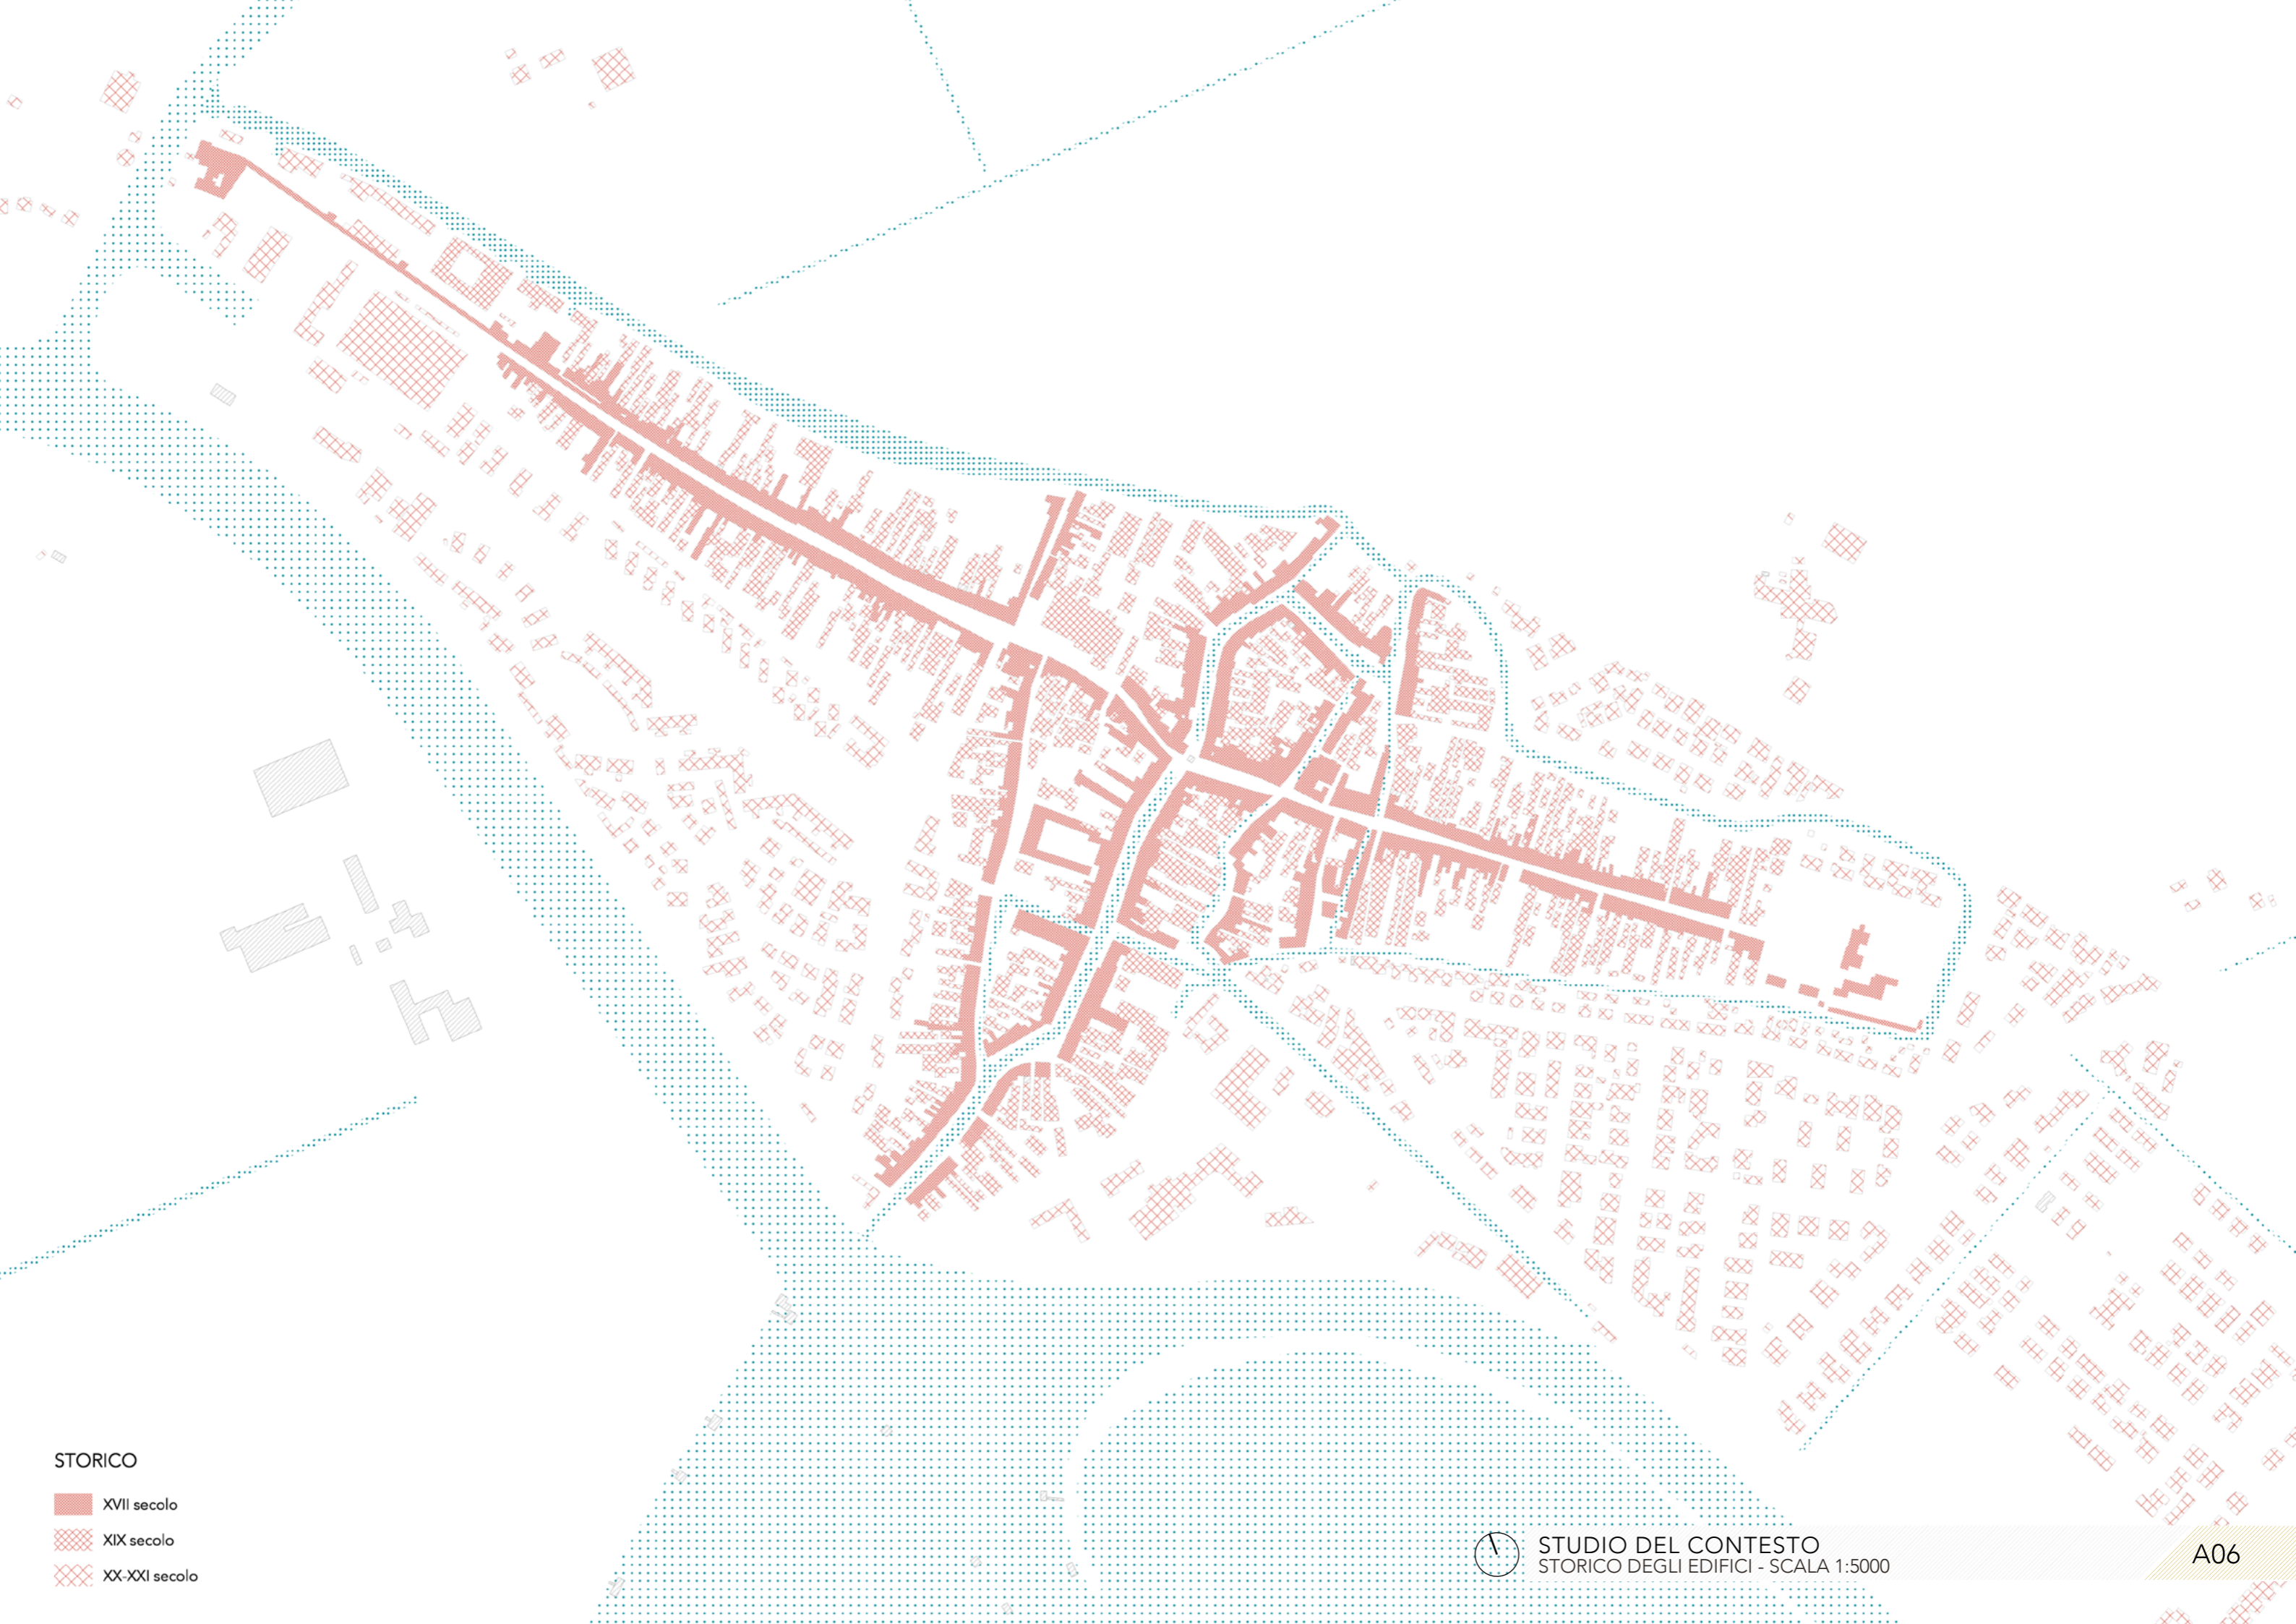 STORICO
XVII secolo
XIX secolo
XX-XXI secolo
STUDIO DEL CONTESTO
STORICO DEGLI EDIFICI - SCALA 1:5000
A06